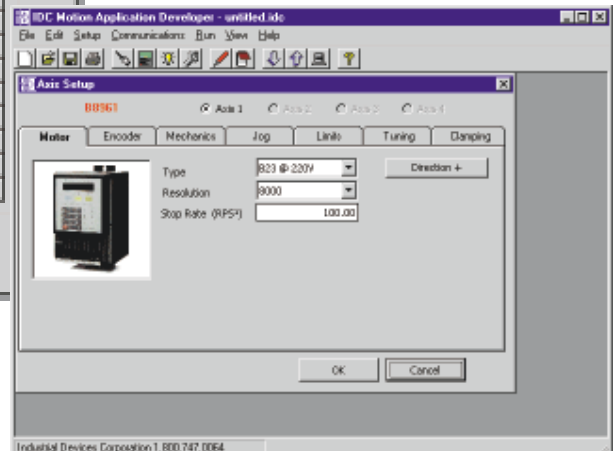 IDC Motion Application Developer - untitled.idc
File Edit Setup Communications Run View Help
Axis Setup
B8961 Axis 1 Axis 2 Axis 3 Axis 4
Motor Encoder Mechanics Jog Limits Tuning Damping
Type B23 @ 220V Direction +
Resolution 8000
Stop Rate (RPS²) 100.00
OK Cancel
Industrial Devices Corporation 1.800.747.0064